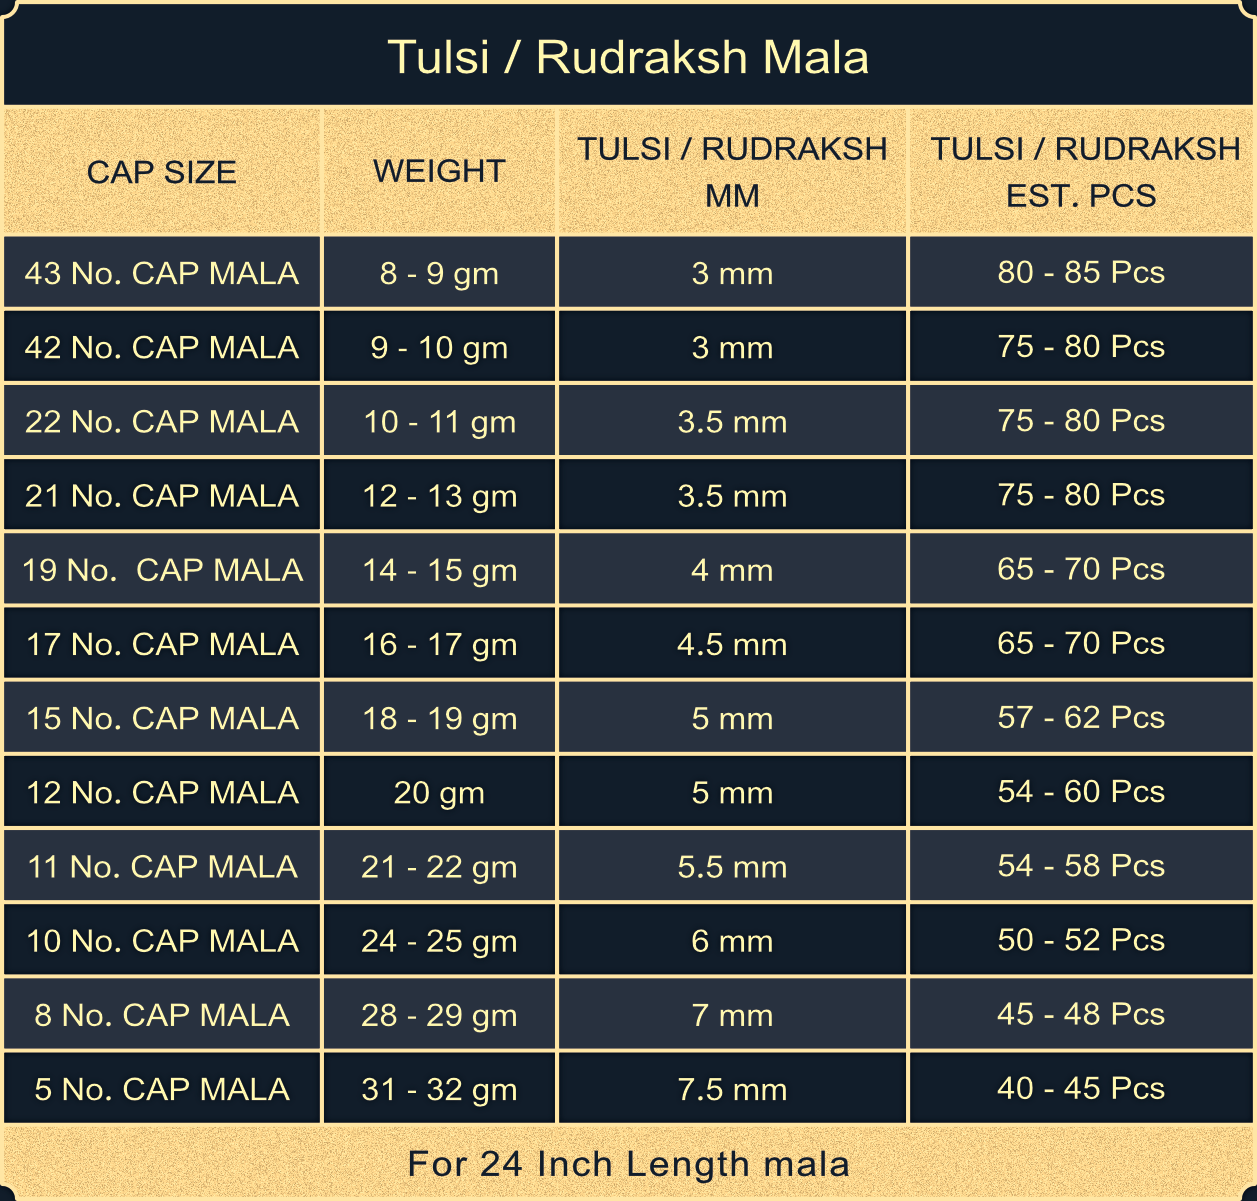 Tulsi / Rudraksh Mala
CAP SIZE WEIGHT TULSI / RUDRAKSH MM TULSI / RUDRAKSH EST. PCS
43 No. CAP MALA 8 - 9 gm 3 mm 80 - 85 Pcs
42 No. CAP MALA 9 - 10 gm 3 mm 75 - 80 Pcs
22 No. CAP MALA 10 - 11 gm 3.5 mm 75 - 80 Pcs
21 No. CAP MALA 12 - 13 gm 3.5 mm 75 - 80 Pcs
19 No. CAP MALA 14 - 15 gm 4 mm 65 - 70 Pcs
17 No. CAP MALA 16 - 17 gm 4.5 mm 65 - 70 Pcs
15 No. CAP MALA 18 - 19 gm 5 mm 57 - 62 Pcs
12 No. CAP MALA 20 gm 5 mm 54 - 60 Pcs
11 No. CAP MALA 21 - 22 gm 5.5 mm 54 - 58 Pcs
10 No. CAP MALA 24 - 25 gm 6 mm 50 - 52 Pcs
8 No. CAP MALA 28 - 29 gm 7 mm 45 - 48 Pcs
5 No. CAP MALA 31 - 32 gm 7.5 mm 40 - 45 Pcs
For 24 Inch Length mala